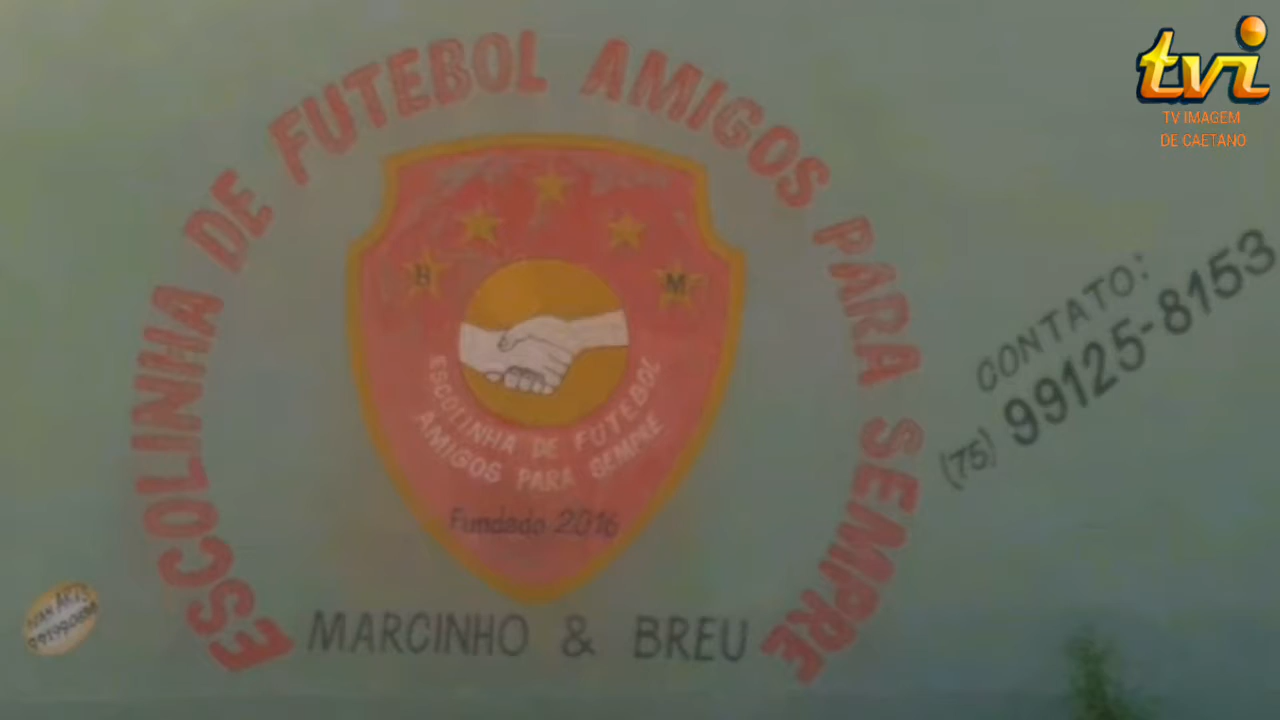 ESCOLINHA DE FUTEBOL AMIGOS PARA SEMPRE
tvi
TV IMAGEM
DE CAETANO
B
M
ESCOLINHA DE FUTEBOL
AMIGOS PARA SEMPRE
Fundado 2016
MARCINHO & BREU
CONTATO:
(75) 99125-8153